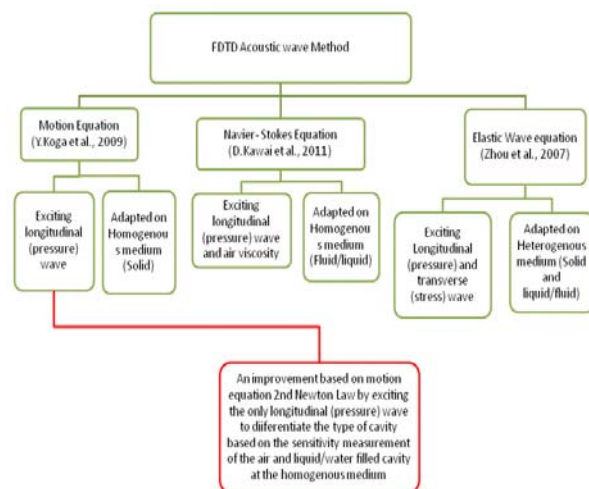 FDTD Acoustic wave Method
Motion Equation
(Y.Koga et al., 2009)
Navier- Stokes Equation
(D.Kawai et al., 2011)
Elastic Wave equation
(Zhou et al., 2007)
Exciting
longitudinal
(pressure)
wave
Adapted on
Homogenou
s medium
(Solid)
Exciting
longitudinal
(pressure) wave
and air viscosity
Adapted on
Homogenou
s medium
(Fluid/liquid)
Exciting
Longitudinal
(pressure) and
transverse
(stress) wave
Adapted on
Heterogenous
medium (Solid
and
liquid/fluid)
An improvement based on motion
equation 2nd Newton Law by exciting
the only longitudinal (pressure) wave
to diiferentiate the type of cavity
based on the sensitivity measurement
of the air and liquid/water filled cavity
at the homogenous medium